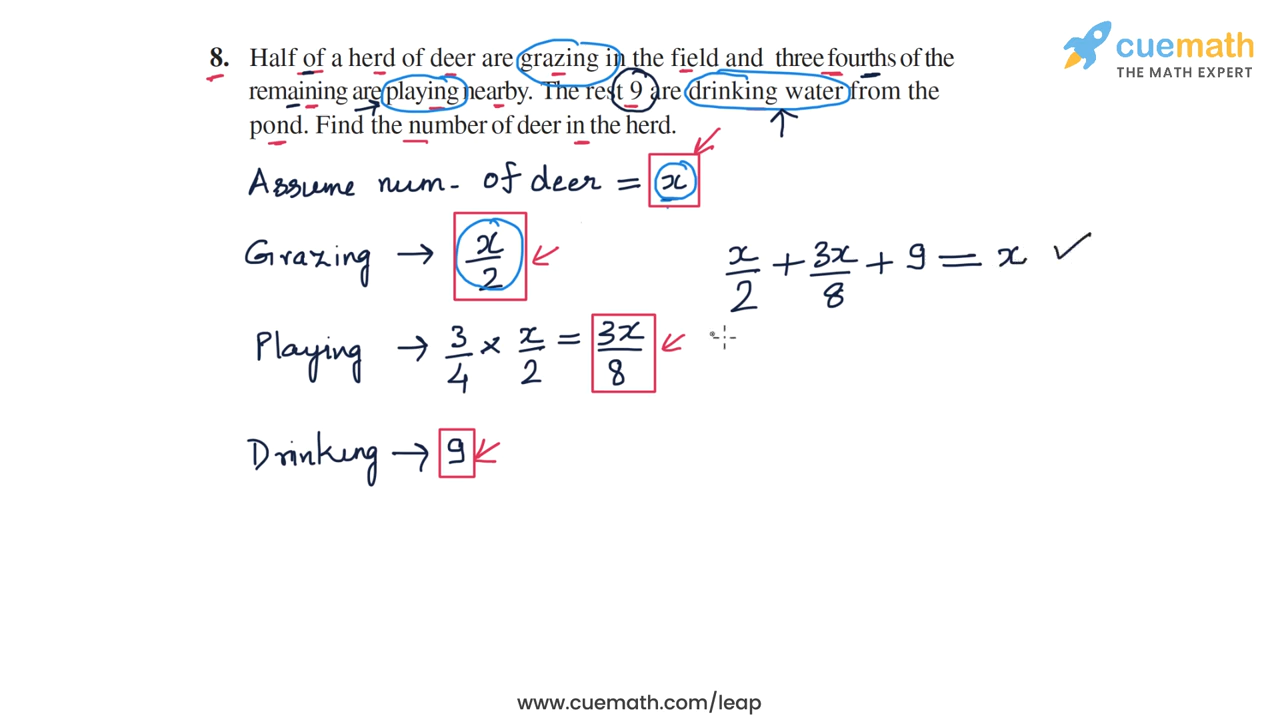 cuemath
THE MATH EXPERT
8. Half of a herd of deer are grazing in the field and three fourths of the
remaining are playing nearby. The rest 9 are drinking water from the
pond. Find the number of deer in the herd.
Assume num. of deer = x
Grazing → x/2
x/2 + 3x/8 + 9 = x ✓
Playing → 3/4 × x/2 = 3x/8
Drinking → 9
www.cuemath.com/leap